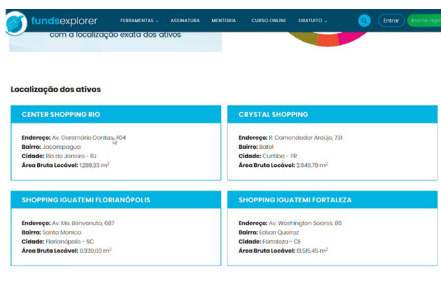 fundsexplorer FERRAMENTAS ASSINATURA MENTORIA CURSO ONLINE GRATUITO Entrar
com a localização exata dos ativos
Localização dos ativos
CENTER SHOPPING RIO
Endereço: Av. Geremário Dantas, 404
Bairro: Jacarepagua
Cidade: Rio de Janeiro - RJ
Área Bruta Locável: 1.289,33 m²
CRYSTAL SHOPPING
Endereço: R. Comendador Araújo, 731
Bairro: Batel
Cidade: Curitiba - PR
Área Bruta Locável: 2.645,70 m²
SHOPPING IGUATEMI FLORIANÓPOLIS
Endereço: Av. Me. Benvenuta, 687
Bairro: Santa Monica
Cidade: Florianópolis - SC
Área Bruta Locável: 6.339,60 m²
SHOPPING IGUATEMI FORTALEZA
Endereço: Av. Washington Soares, 85
Bairro: Edson Queiroz
Cidade: Fortaleza - CE
Área Bruta Locável: 13.515,45 m²